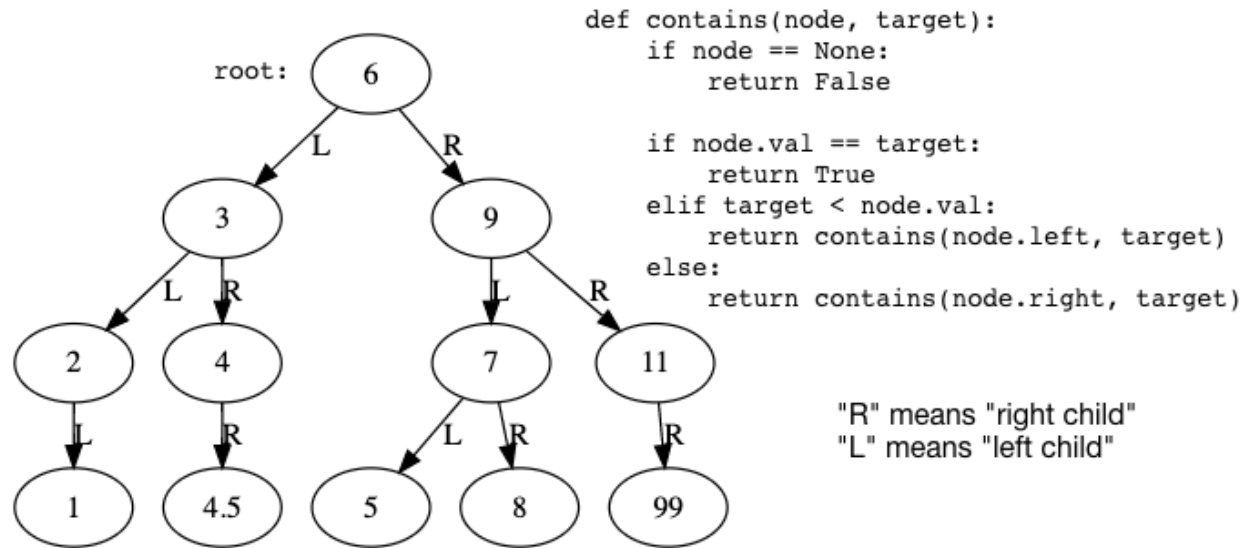 def contains(node, target):
    if node == None:
        return False
    if node.val == target:
        return True
    elif target < node.val:
        return contains(node.left, target)
    else:
        return contains(node.right, target)
root: 6
L R
3 9
L R L R
2 4 7 11
L R L R R
1 4.5 5 8 99
"R" means "right child"
"L" means "left child"